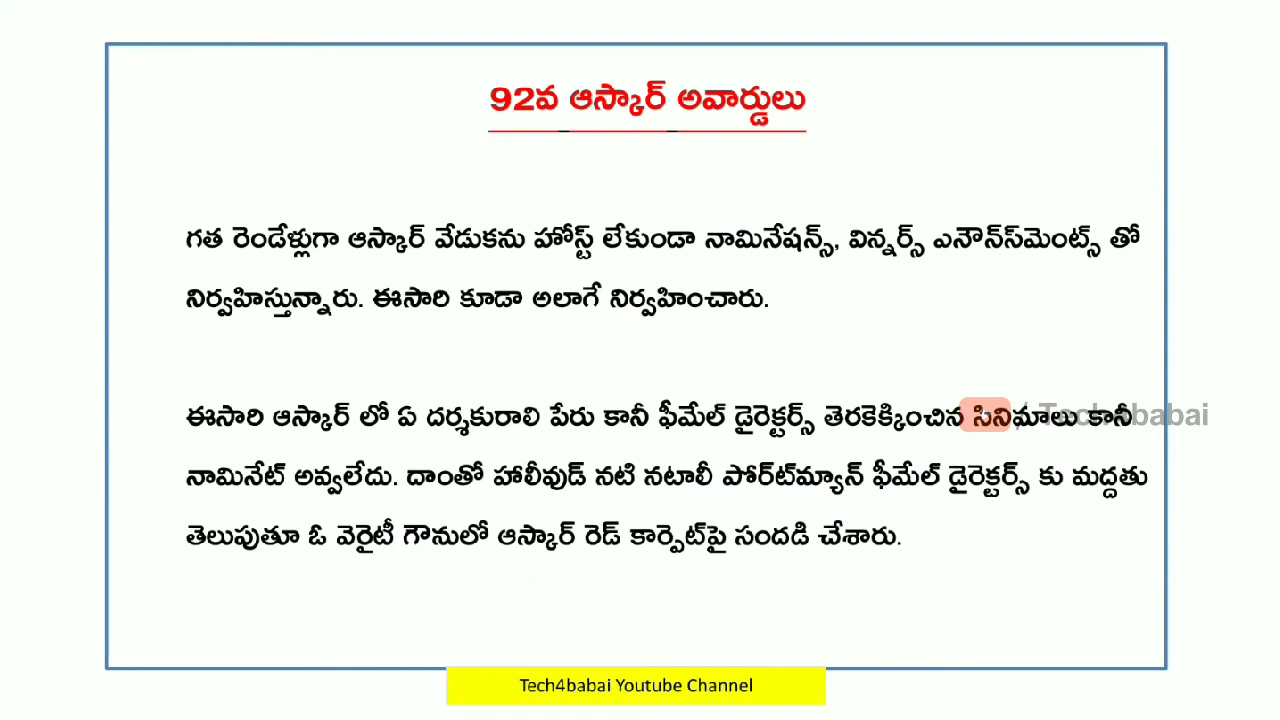 92వ ఆస్కార్ అవార్డులు
గత రెండేళ్లుగా ఆస్కార్ వేడుకను హోస్ట్ లేకుండా నామినేషన్స్, విన్నర్స్ ఎనౌన్స్‌మెంట్స్ తో
నిర్వహిస్తున్నారు. ఈసారి కూడా అలాగే నిర్వహించారు.
ఈసారి ఆస్కార్ లో ఏ దర్శకురాలి పేరు కానీ ఫీమేల్ డైరెక్టర్స్ తెరకెక్కించిన సినిమాలు కానీ
నామినేట్ అవ్వలేదు. దాంతో హాలీవుడ్ నటి నటాలీ పోర్ట్‌మ్యాన్ ఫీమేల్ డైరెక్టర్స్ కు మద్దతు
తెలుపుతూ ఓ వెరైటీ గౌనులో ఆస్కార్ రెడ్ కార్పెట్‌పై సందడి చేశారు.
/ Tech4babai
Tech4babai Youtube Channel